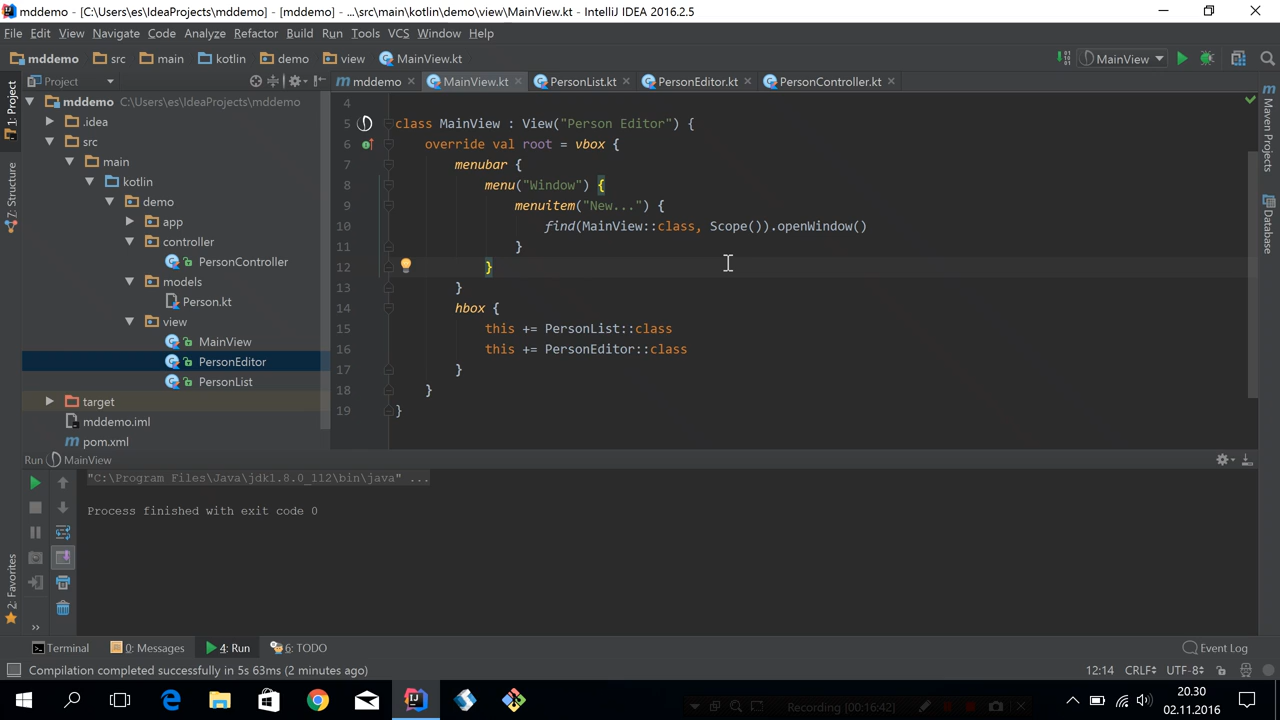 mddemo - [C:\Users\es\IdeaProjects\mddemo] - [mddemo] - ...\src\main\kotlin\demo\view\MainView.kt - IntelliJ IDEA 2016.2.5
File Edit View Navigate Code Analyze Refactor Build Run Tools VCS Window Help
mddemo src main kotlin demo view MainView.kt MainView
1: Project
Z: Structure
2: Favorites
Project
mddemo MainView.kt PersonList.kt PersonEditor.kt PersonController.kt
Maven Projects
Database
mddemo C:\Users\es\IdeaProjects\mddemo
.idea
src
main
kotlin
demo
app
controller
PersonController
models
Person.kt
view
MainView
PersonEditor
PersonList
target
mddemo.iml
pom.xml
4
5 class MainView : View("Person Editor") {
6 override val root = vbox {
7 menubar {
8 menu("Window") {
9 menuitem("New...") {
10 find(MainView::class, Scope()).openWindow()
11 }
12 }
13 }
14 hbox {
15 this += PersonList::class
16 this += PersonEditor::class
17 }
18 }
19 }
Run MainView
"C:\Program Files\Java\jdk1.8.0_112\bin\java" ...
Process finished with exit code 0
Terminal 0: Messages 4: Run 6: TODO Event Log
Compilation completed successfully in 5s 63ms (2 minutes ago) 12:14 CRLF UTF-8
Recording [00:16:42]
20.30
02.11.2016